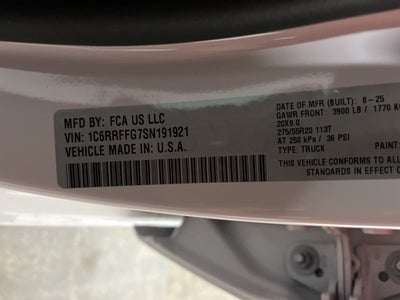 MFD BY: FCA US LLC
VIN: 1C6RRFFG7SN191921
VEHICLE MADE IN: U.S.A.
DATE OF MFR (BUILT): 8-25
GAWR FRONT: 3900 LB / 1770 K
20X9.0
275/55R20 113T
AT 250 kPa / 36 PSI
TYPE: TRUCK
PAINT:
THIS VEHICLE CONFORMS TO ALL
STANDARDS IN EFFECT